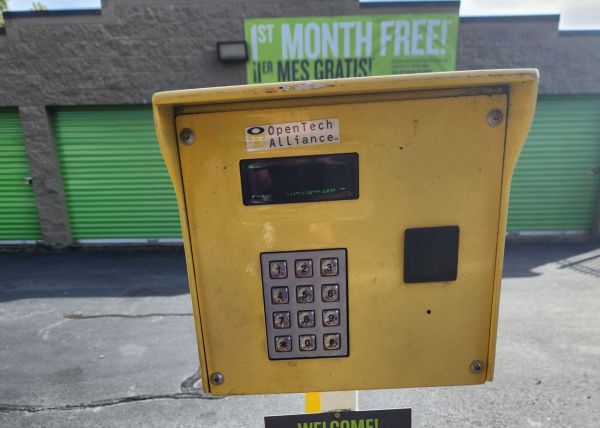 1ST MONTH FREE!
¡1ER MES GRATIS!
OpenTech
Alliance
1 2 3
4 5 6
7 8 9
* 0 #
WELCOME!